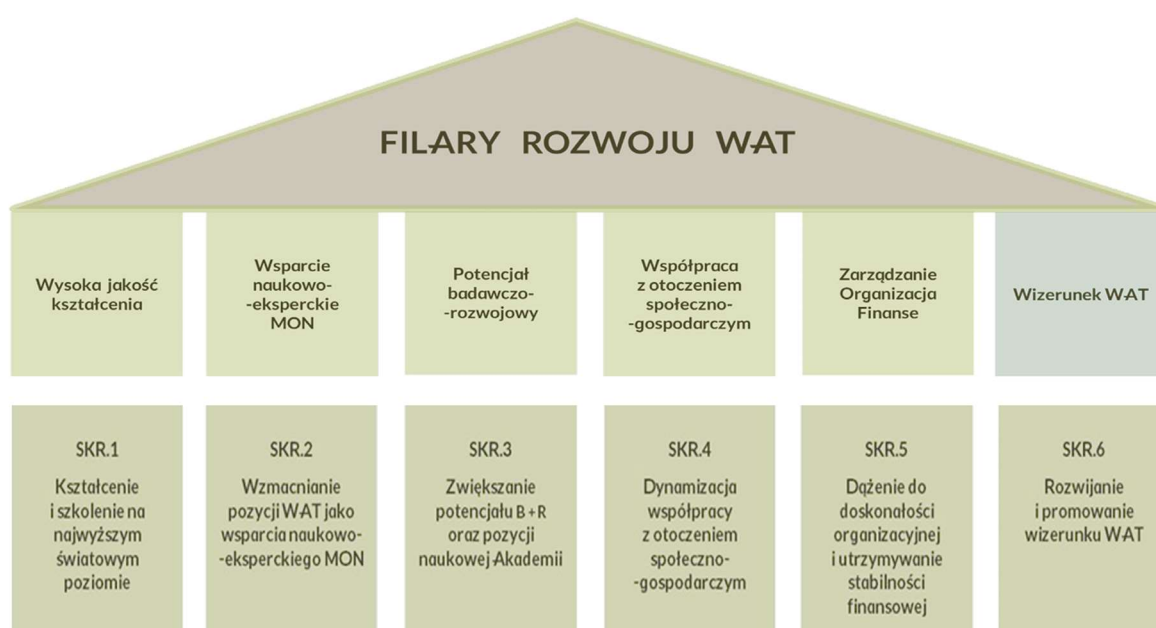 FILARY ROZWOJU WAT
Wysoka jakość
kształcenia
Wsparcie
naukowo-
-eksperckie
MON
Potencjał
badawczo-
-rozwojowy
Współpraca
z otoczeniem
społeczno-
-gospodarczym
Zarządzanie
Organizacja
Finanse
Wizerunek WAT
SKR.1
Kształcenie
i szkolenie na
najwyższym
światowym
poziomie
SKR.2
Wzmacnianie
pozycji WAT jako
wsparcia naukowo-
-eksperckiego MON
SKR.3
Zwiększanie
potencjału B+R
oraz pozycji
naukowej Akademii
SKR.4
Dynamizacja
współpracy
z otoczeniem
społeczno-
-gospodarczym
SKR.5
Dążenie do
doskonałości
organizacyjnej
i utrzymywanie
stabilności
finansowej
SKR.6
Rozwijanie
i promowanie
wizerunku WAT